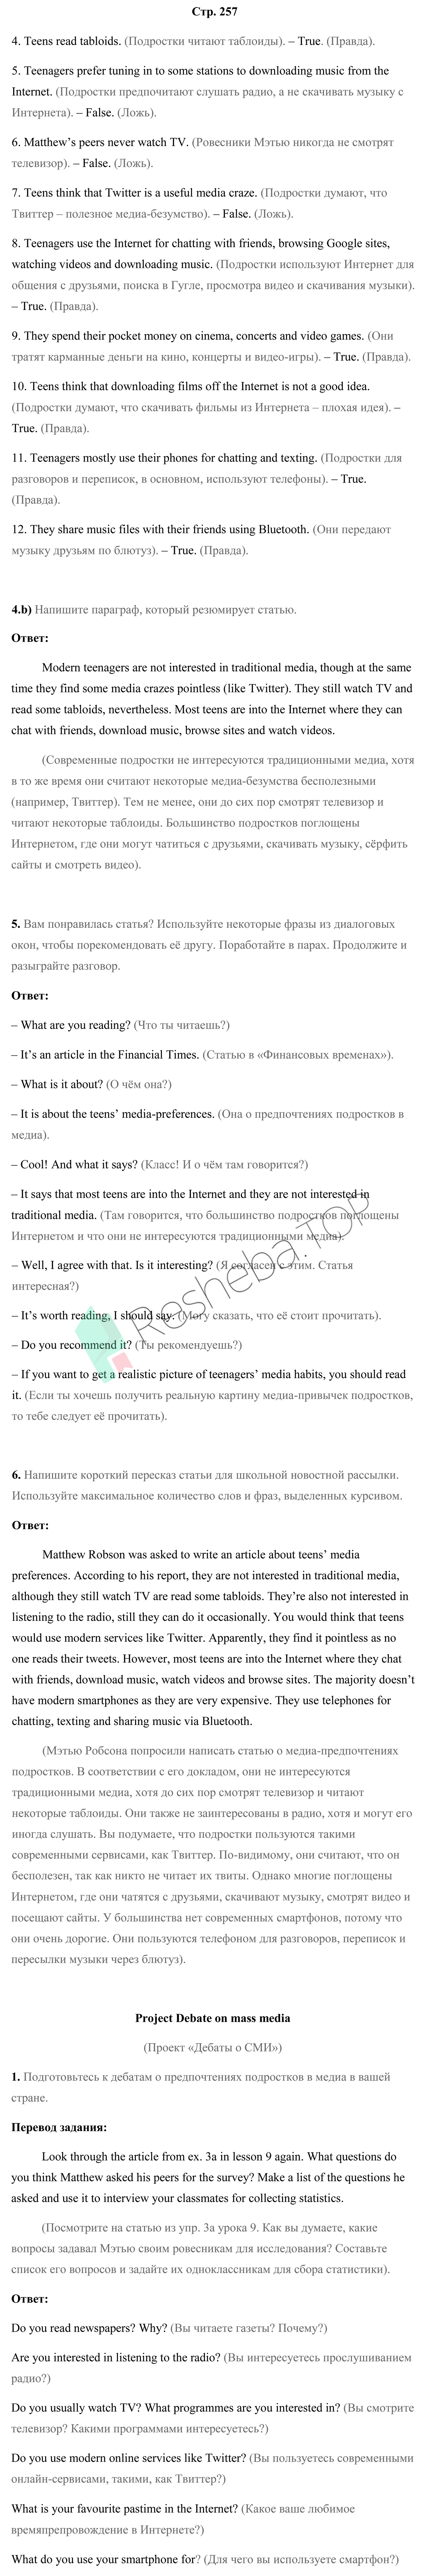 Стр. 257
4. Teens read tabloids. (Подростки читают таблоиды). – True. (Правда).
5. Teenagers prefer tuning in to some stations to downloading music from the
Internet. (Подростки предпочитают слушать радио, а не скачивать музыку с
Интернета). – False. (Ложь).
6. Matthew’s peers never watch TV. (Ровесники Мэтью никогда не смотрят
телевизор). – False. (Ложь).
7. Teens think that Twitter is a useful media craze. (Подростки думают, что
Твиттер – полезное медиа-безумство). – False. (Ложь).
8. Teenagers use the Internet for chatting with friends, browsing Google sites,
watching videos and downloading music. (Подростки используют Интернет для
общения с друзьями, поиска в Гугле, просмотра видео и скачивания музыки).
– True. (Правда).
9. They spend their pocket money on cinema, concerts and video games. (Они
тратят карманные деньги на кино, концерты и видео-игры). – True. (Правда).
10. Teens think that downloading films off the Internet is not a good idea.
(Подростки думают, что скачивать фильмы из Интернета – плохая идея). –
True. (Правда).
11. Teenagers mostly use their phones for chatting and texting. (Подростки для
разговоров и переписок, в основном, используют телефоны). – True.
(Правда).
12. They share music files with their friends using Bluetooth. (Они передают
музыку друзьям по блютуз). – True. (Правда).
4.b) Напишите параграф, который резюмирует статью.
Ответ:
Modern teenagers are not interested in traditional media, though at the same
time they find some media crazes pointless (like Twitter). They still watch TV and
read some tabloids, nevertheless. Most teens are into the Internet where they can
chat with friends, download music, browse sites and watch videos.
(Современные подростки не интересуются традиционными медиа, хотя
в то же время они считают некоторые медиа-безумства бесполезными
(например, Твиттер). Тем не менее, они до сих пор смотрят телевизор и
читают некоторые таблоиды. Большинство подростков поглощены
Интернетом, где они могут чатиться с друзьями, скачивать музыку, сёрфить
сайты и смотреть видео).
5. Вам понравилась статья? Используйте некоторые фразы из диалоговых
окон, чтобы порекомендовать её другу. Поработайте в парах. Продолжите и
разыграйте разговор.
Ответ:
– What are you reading? (Что ты читаешь?)
– It’s an article in the Financial Times. (Статью в «Финансовых временах»).
– What is it about? (О чём она?)
– It is about the teens’ media-preferences. (Она о предпочтениях подростков в
медиа).
– Cool! And what it says? (Класс! И о чём там говорится?)
– It says that most teens are into the Internet and they are not interested in
traditional media. (Там говорится, что большинство подростков поглощены
Интернетом и что они не интересуются традиционными медиа).
– Well, I agree with that. Is it interesting? (Я согласен с этим. Статья
интересная?)
– It’s worth reading, I should say. (Могу сказать, что её стоит прочитать).
– Do you recommend it? (Ты рекомендуешь?)
– If you want to get a realistic picture of teenagers’ media habits, you should read
it. (Если ты хочешь получить реальную картину медиа-привычек подростков,
то тебе следует её прочитать).
Resheba.TOP
6. Напишите короткий пересказ статьи для школьной новостной рассылки.
Используйте максимальное количество слов и фраз, выделенных курсивом.
Ответ:
Matthew Robson was asked to write an article about teens’ media
preferences. According to his report, they are not interested in traditional media,
although they still watch TV are read some tabloids. They’re also not interested in
listening to the radio, still they can do it occasionally. You would think that teens
would use modern services like Twitter. Apparently, they find it pointless as no
one reads their tweets. However, most teens are into the Internet where they chat
with friends, download music, watch videos and browse sites. The majority doesn’t
have modern smartphones as they are very expensive. They use telephones for
chatting, texting and sharing music via Bluetooth.
(Мэтью Робсона попросили написать статью о медиа-предпочтениях
подростков. В соответствии с его докладом, они не интересуются
традиционными медиа, хотя до сих пор смотрят телевизор и читают
некоторые таблоиды. Они также не заинтересованы в радио, хотя и могут его
иногда слушать. Вы подумаете, что подростки пользуются такими
современными сервисами, как Твиттер. По-видимому, они считают, что он
бесполезен, так как никто не читает их твиты. Однако многие поглощены
Интернетом, где они чатятся с друзьями, скачивают музыку, смотрят видео и
посещают сайты. У большинства нет современных смартфонов, потому что
они очень дорогие. Они пользуются телефоном для разговоров, переписок и
пересылки музыки через блютуз).
Project Debate on mass media
(Проект «Дебаты о СМИ»)
1. Подготовьтесь к дебатам о предпочтениях подростков в медиа в вашей
стране.
Перевод задания:
Look through the article from ex. 3a in lesson 9 again. What questions do
you think Matthew asked his peers for the survey? Make a list of the questions he
asked and use it to interview your classmates for collecting statistics.
(Посмотрите на статью из упр. 3а урока 9. Как вы думаете, какие
вопросы задавал Мэтью своим ровесникам для исследования? Составьте
список его вопросов и задайте их одноклассникам для сбора статистики).
Ответ:
Do you read newspapers? Why? (Вы читаете газеты? Почему?)
Are you interested in listening to the radio? (Вы интересуетесь прослушиванием
радио?)
Do you usually watch TV? What programmes are you interested in? (Вы смотрите
телевизор? Какими программами интересуетесь?)
Do you use modern online services like Twitter? (Вы пользуетесь современными
онлайн-сервисами, такими, как Твиттер?)
What is your favourite pastime in the Internet? (Какое ваше любимое
времяпрепровождение в Интернете?)
What do you use your smartphone for? (Для чего вы используете смартфон?)